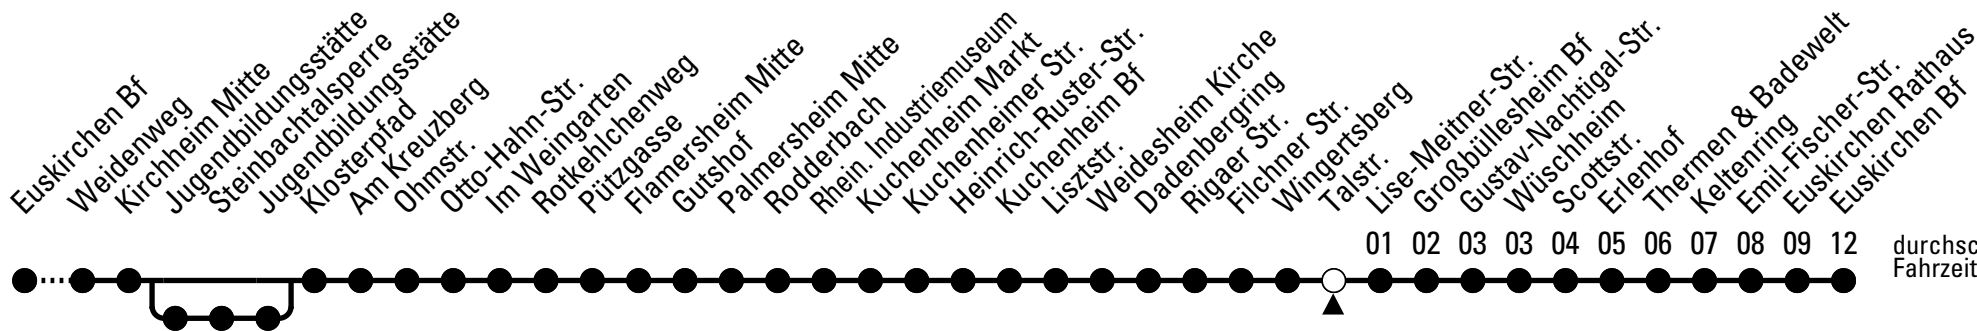 Euskirchen Bf
Weidenweg
Kirchheim Mitte
Jugendbildungsstätte
Steinbachtalsperre
Jugendbildungsstätte
Klosterpfad
Am Kreuzberg
Ohmstr.
Otto-Hahn-Str.
Im Weingarten
Rotkehlchenweg
Pützgasse
Flamersheim Mitte
Gutshof
Palmersheim Mitte
Rodderbach
Rhein. Industriemuseum
Kuchenheim Markt
Kuchenheimer Str.
Heinrich-Ruster-Str.
Kuchenheim Bf
Lisztstr.
Weidesheim Kirche
Dadenbergring
Rigaer Str.
Filchner Str.
Wingertsberg
Talstr.
Lise-Meitner-Str.
Großbüllesheim Bf
Gustav-Nachtigal-Str.
Wüschheim
Scottstr.
Erlenhof
Thermen & Badewelt
Keltenring
Emil-Fischer-Str.
Euskirchen Rathaus
Euskirchen Bf
01 02 03 03 04 05 06 07 08 09 12
durchsc
Fahrzeit